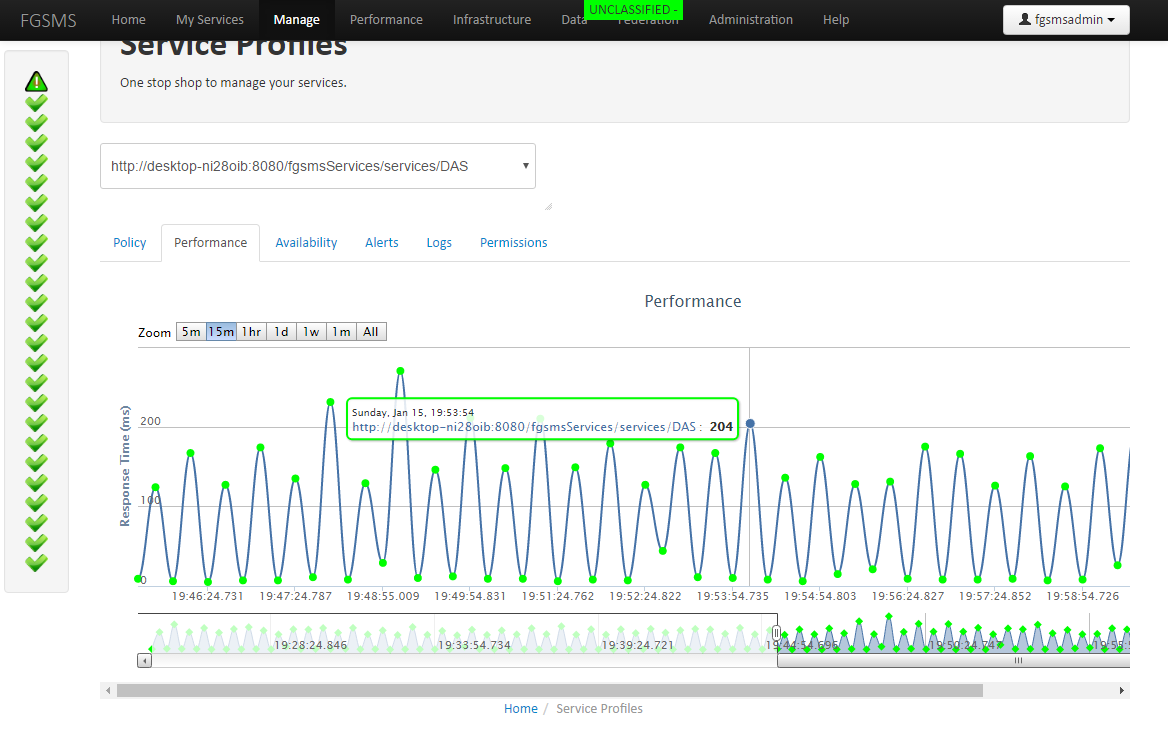 FGSMS Home My Services Manage Performance Infrastructure Data Federation Administration Help fgsmsadmin
UNCLASSIFIED -
Service Profiles
One stop shop to manage your services.
http://desktop-ni28oib:8080/fgsmsServices/services/DAS
Policy Performance Availability Alerts Logs Permissions
Performance
Zoom 5m 15m 1hr 1d 1w 1m All
Response Time (ms)
200
100
0
Sunday, Jan 15, 19:53:54
http://desktop-ni28oib:8080/fgsmsServices/services/DAS : 204
19:46:24.731 19:47:24.787 19:48:55.009 19:49:54.831 19:51:24.762 19:52:24.822 19:53:54.735 19:54:54.803 19:56:24.827 19:57:24.852 19:58:54.726
19:28:24.846 19:33:54.734 19:39:24.721 19:44:54.696 19:50:24.747 19:55:5
Home / Service Profiles